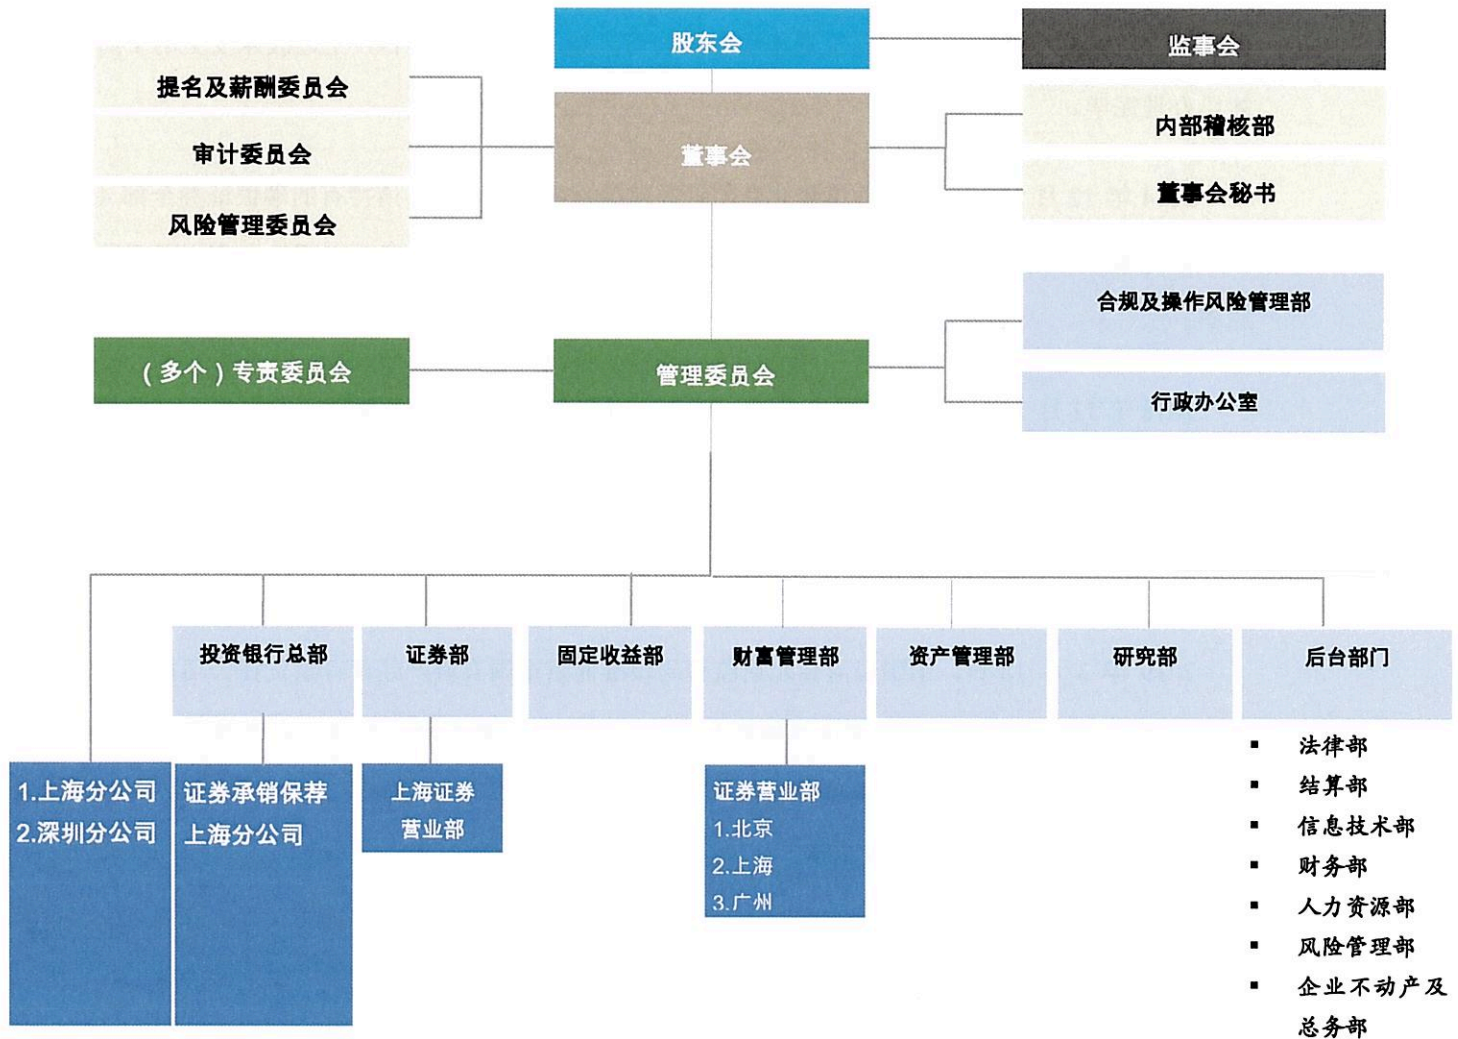 股东会
监事会
提名及薪酬委员会
审计委员会
风险管理委员会
董事会
内部稽核部
董事会秘书
(多个)专责委员会
管理委员会
合规及操作风险管理部
行政办公室
投资银行总部
证券部
固定收益部
财富管理部
资产管理部
研究部
后台部门
1.上海分公司
2.深圳分公司
证券承销保荐
上海分公司
上海证券
营业部
证券营业部
1.北京
2.上海
3.广州
▪ 法律部
▪ 结算部
▪ 信息技术部
▪ 财务部
▪ 人力资源部
▪ 风险管理部
▪ 企业不动产及
总务部